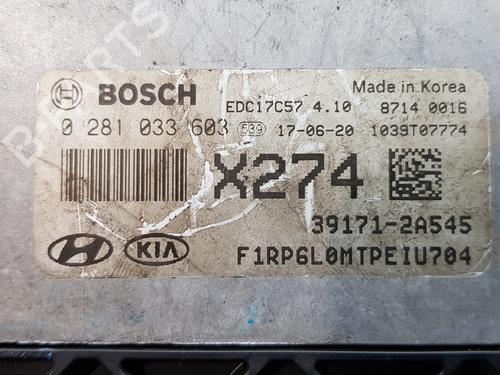 BOSCH
Made in Korea
EDC17C57 4.10 8714 0016
0 281 033 603 539 17-06-20 1039T07774
X274
39171-2A545
KIA
F1RP6L0MTPEIU704